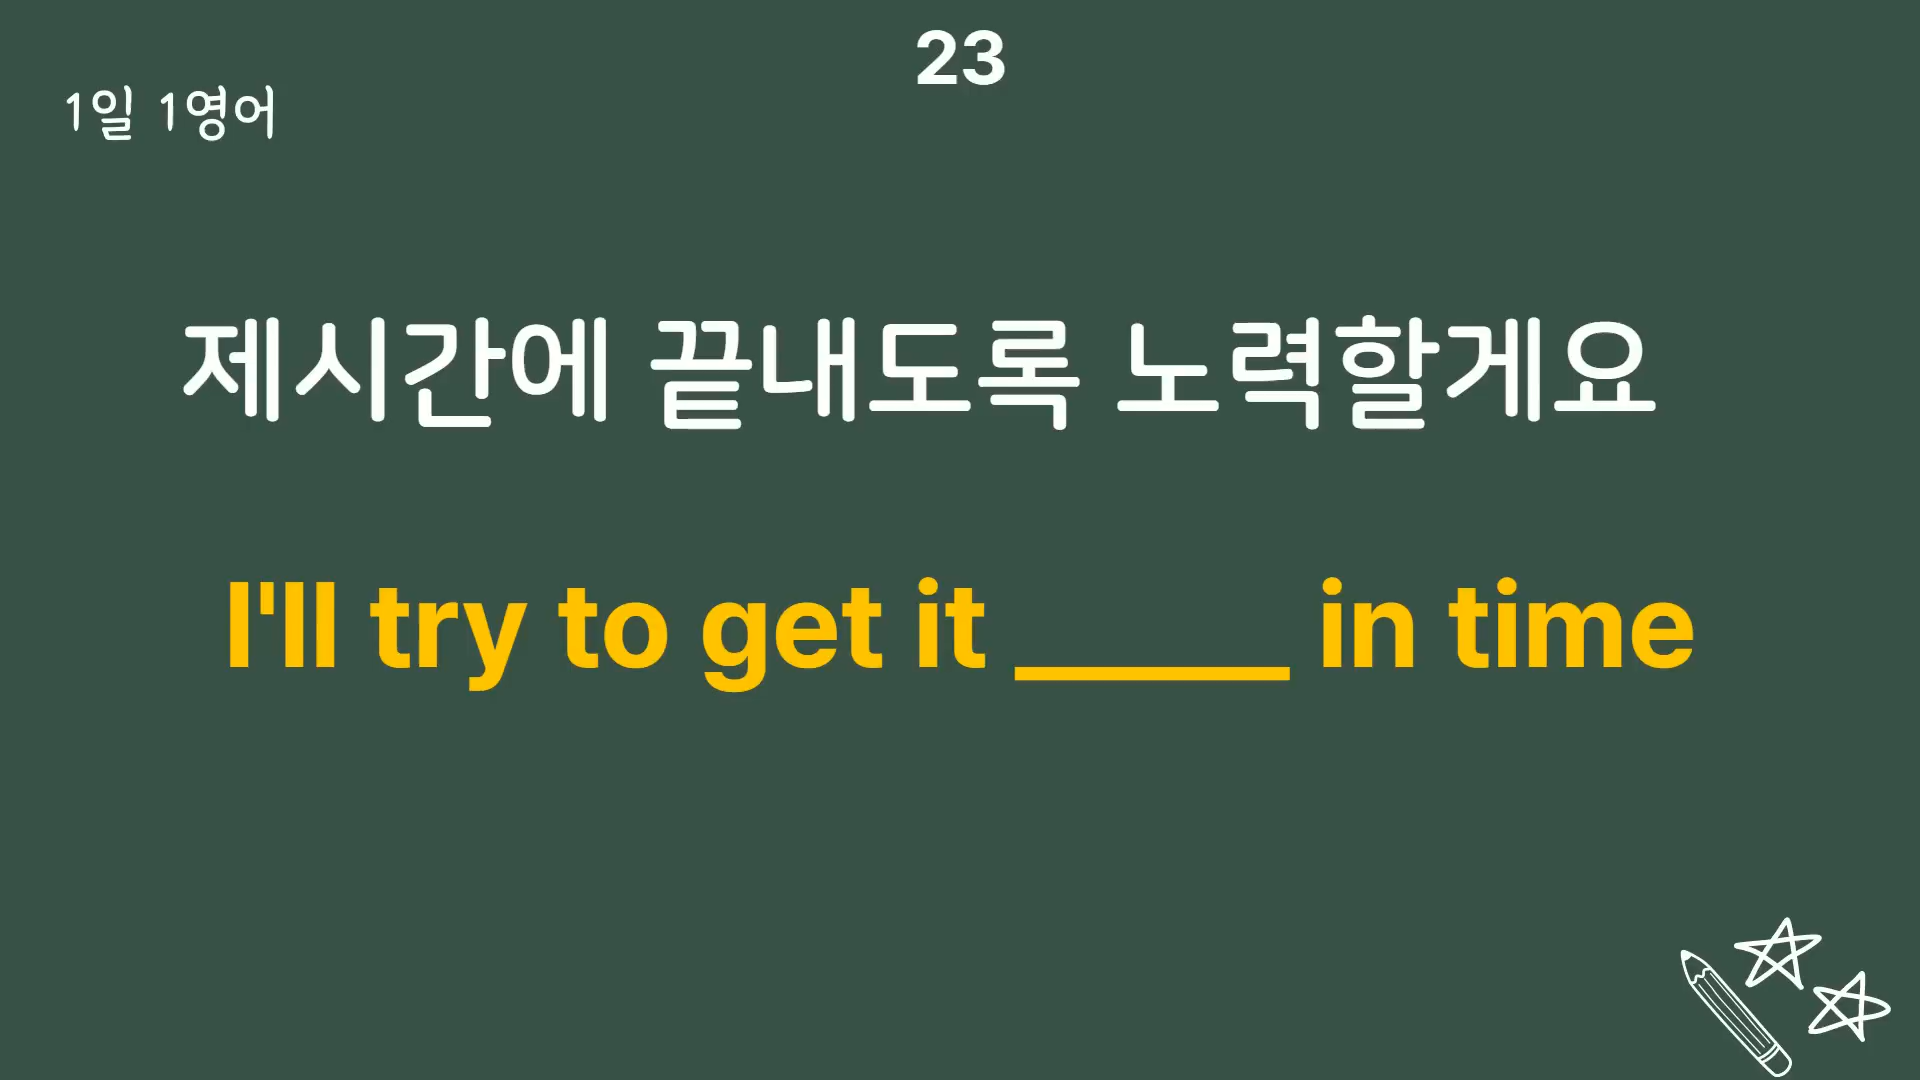 23
1일 1영어
제시간에 끝내도록 노력할게요
I'll try to get it _____ in time